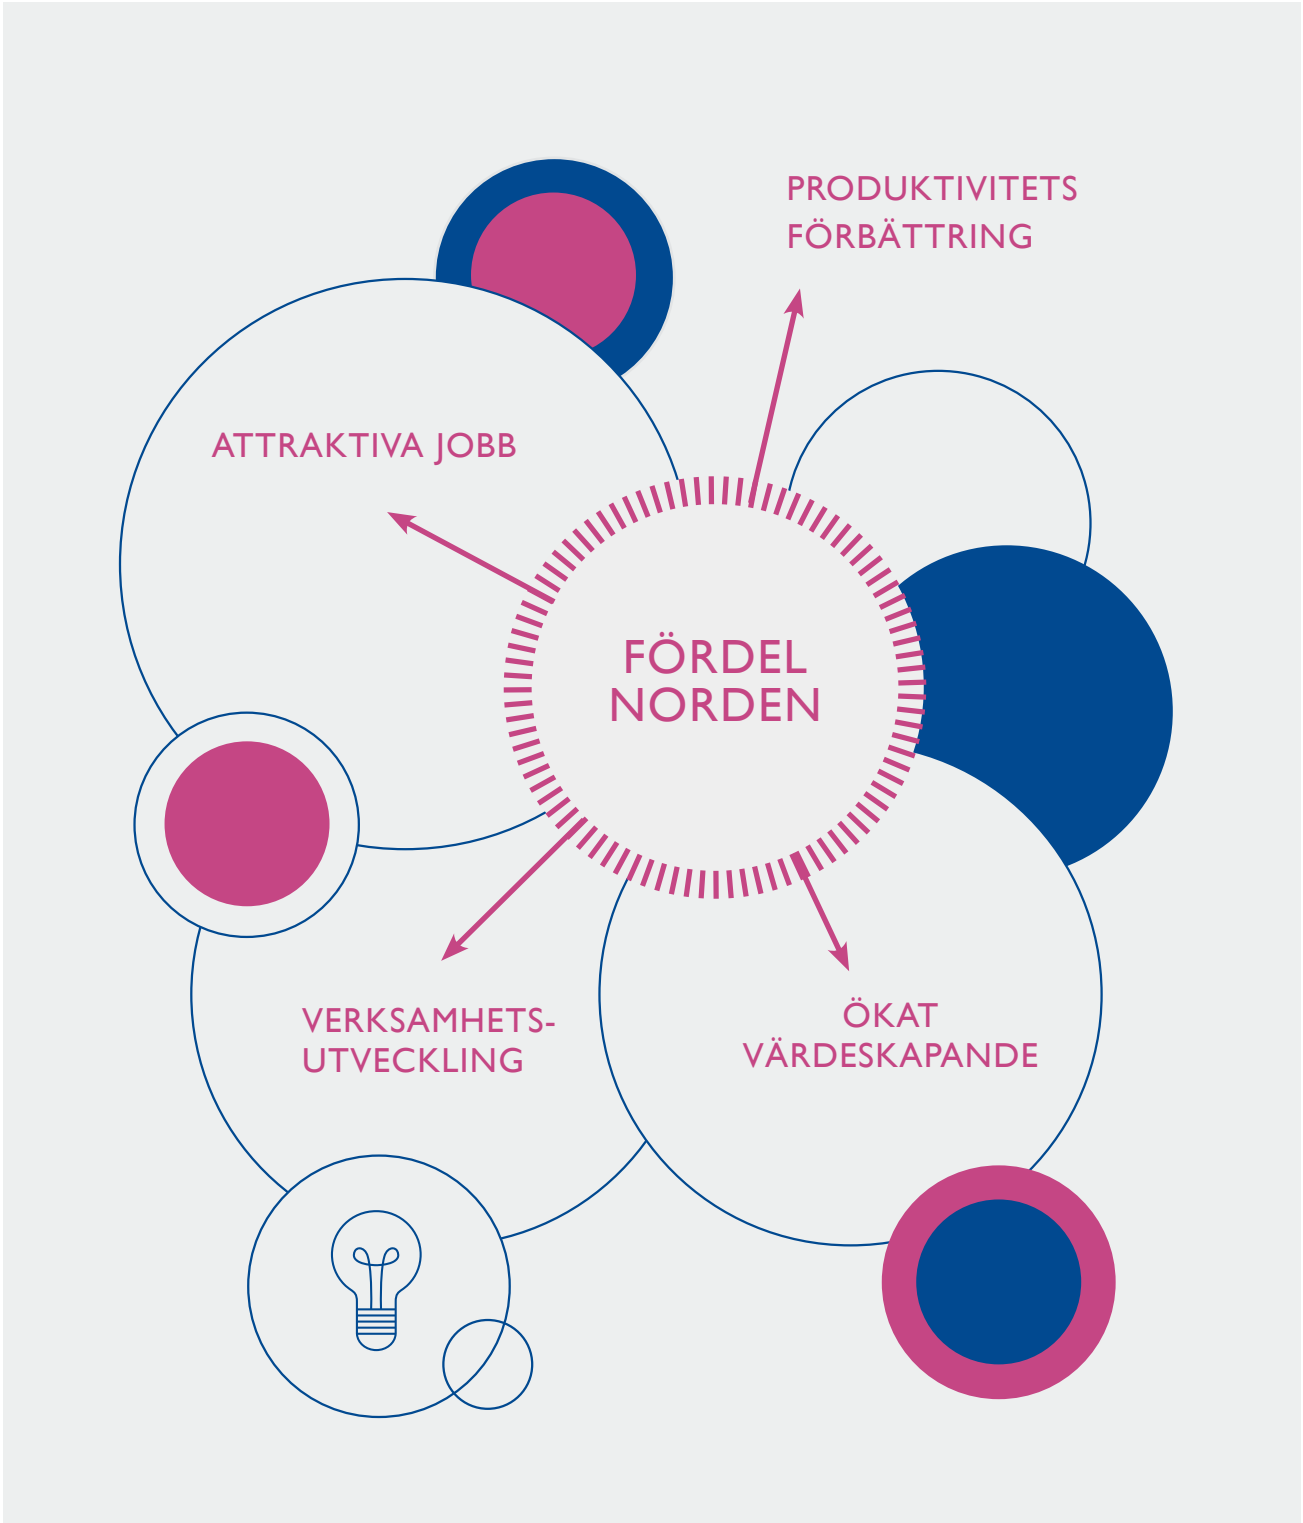 PRODUKTIVITETS
FÖRBÄTTRING
ATTRAKTIVA JOBB
FÖRDEL
NORDEN
VERKSAMHETS-
UTVECKLING
ÖKAT
VÄRDESKAPANDE